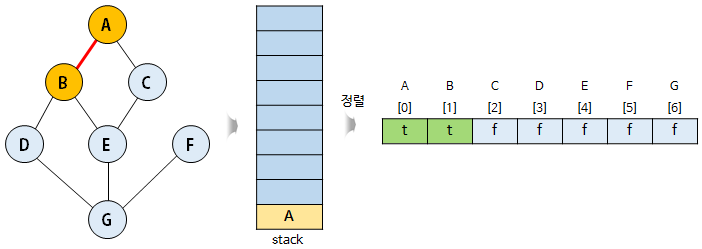 A
B
C
D
E
F
G
A
stack
정렬
A B C D E F G
[0] [1] [2] [3] [4] [5] [6]
t t f f f f f